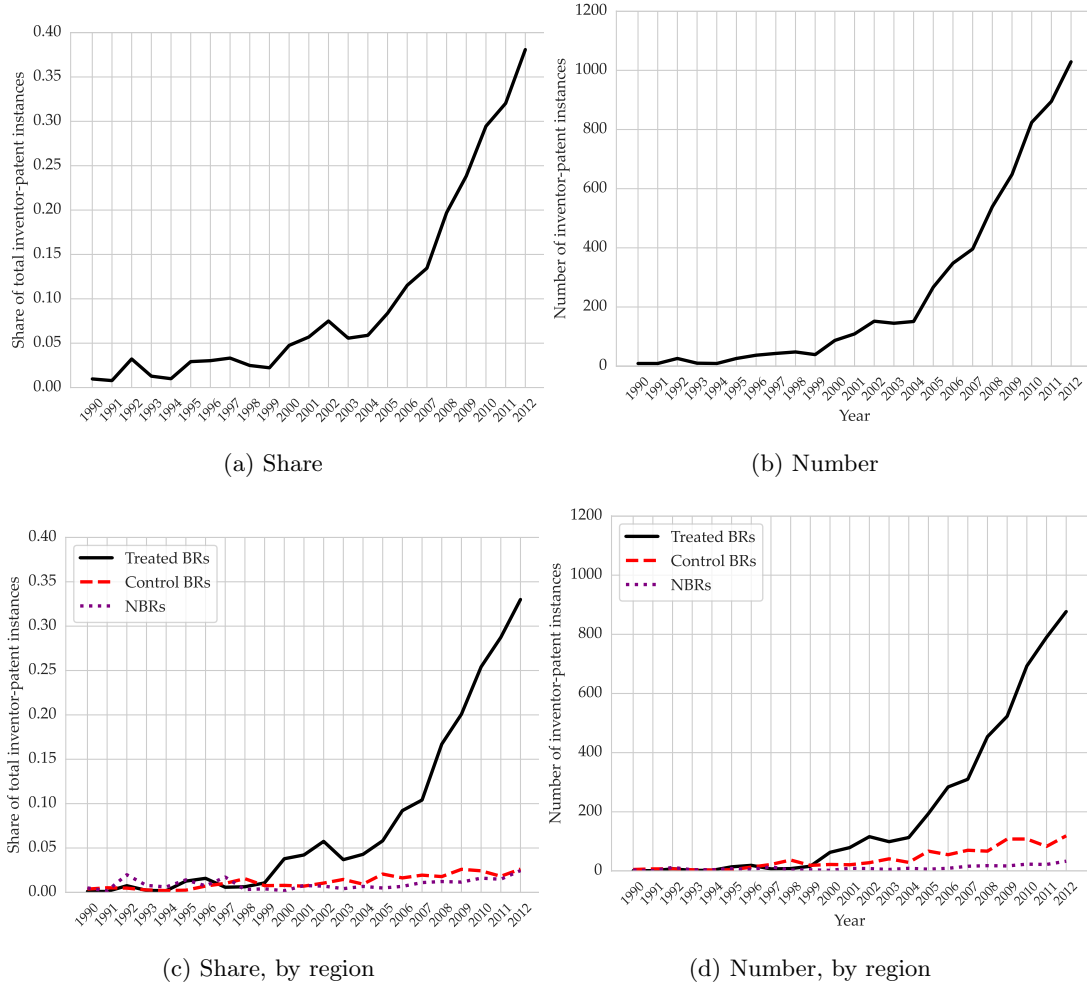 Share of total inventor-patent instances
0.40
0.35
0.30
0.25
0.20
0.15
0.10
0.05
0.00
1990 1991 1992 1993 1994 1995 1996 1997 1998 1999 2000 2001 2002 2003 2004 2005 2006 2007 2008 2009 2010 2011 2012
(a) Share
Number of inventor-patent instances
1200
1000
800
600
400
200
0
1990 1991 1992 1993 1994 1995 1996 1997 1998 1999 2000 2001 2002 2003 2004 2005 2006 2007 2008 2009 2010 2011 2012
Year
(b) Number
Share of total inventor-patent instances
0.40
0.35
0.30
0.25
0.20
0.15
0.10
0.05
0.00
Treated BRs
Control BRs
NBRs
1990 1991 1992 1993 1994 1995 1996 1997 1998 1999 2000 2001 2002 2003 2004 2005 2006 2007 2008 2009 2010 2011 2012
(c) Share, by region
Number of inventor-patent instances
1200
1000
800
600
400
200
0
Treated BRs
Control BRs
NBRs
1990 1991 1992 1993 1994 1995 1996 1997 1998 1999 2000 2001 2002 2003 2004 2005 2006 2007 2008 2009 2010 2011 2012
Year
(d) Number, by region